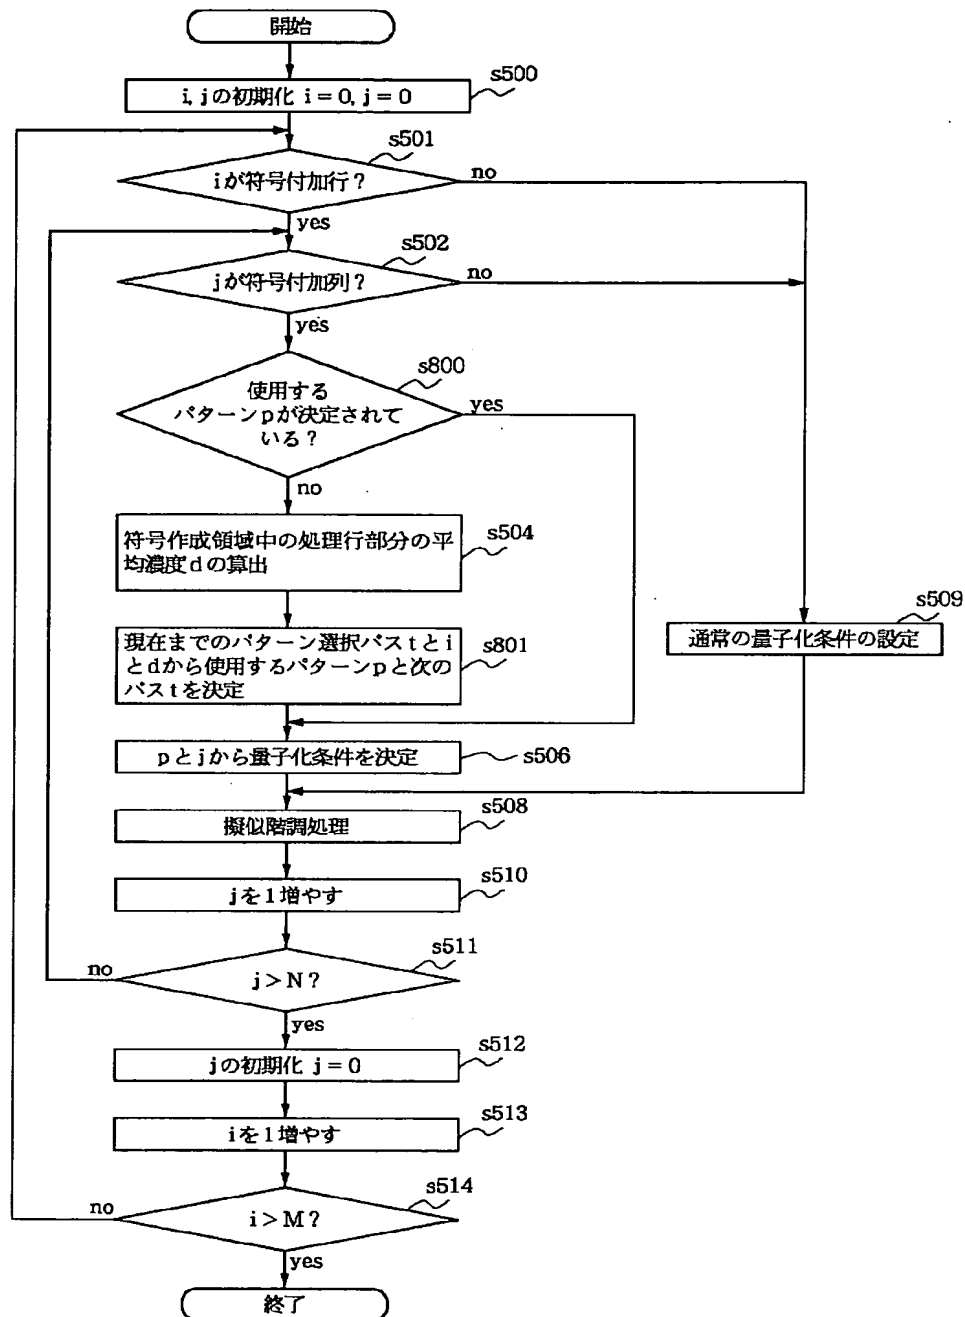 開始
s500
i, jの初期化 i = 0, j = 0
s501
iが符号付加行？
no
yes
s502
jが符号付加列？
no
yes
s800
使用する
パターンpが決定されて
いる？
yes
no
s504
符号作成領域中の処理行部分の平
均濃度dの算出
s509
通常の量子化条件の設定
s801
現在までのパターン選択パスtとi
とdから使用するパターンpと次の
パスtを決定
pとjから量子化条件を決定
s506
s508
擬似階調処理
s510
jを1増やす
s511
no
j > N？
yes
s512
jの初期化 j = 0
s513
iを1増やす
s514
no
i > M？
yes
終了